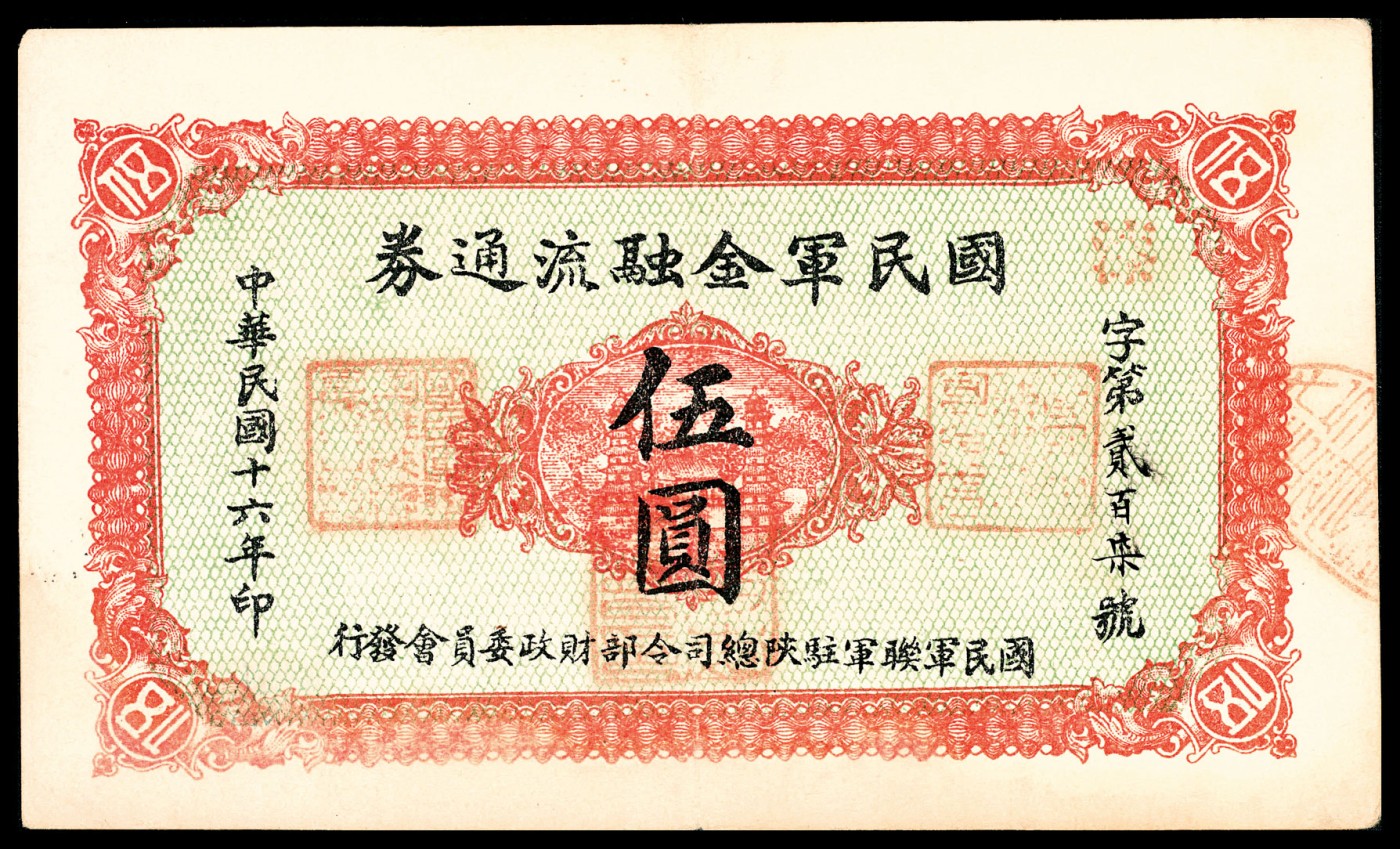 國民軍金融流通券
字第貳百柒號
伍圓
中華民國十六年印
國民軍聯軍駐陝總司令部財政委員會發行